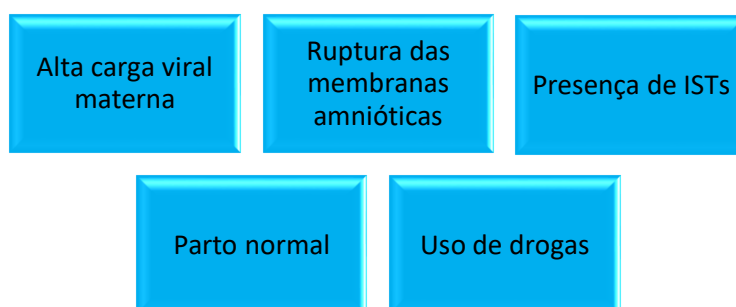 Alta carga viral
materna
Ruptura das
membranas
amnióticas
Presença de ISTs
Parto normal
Uso de drogas